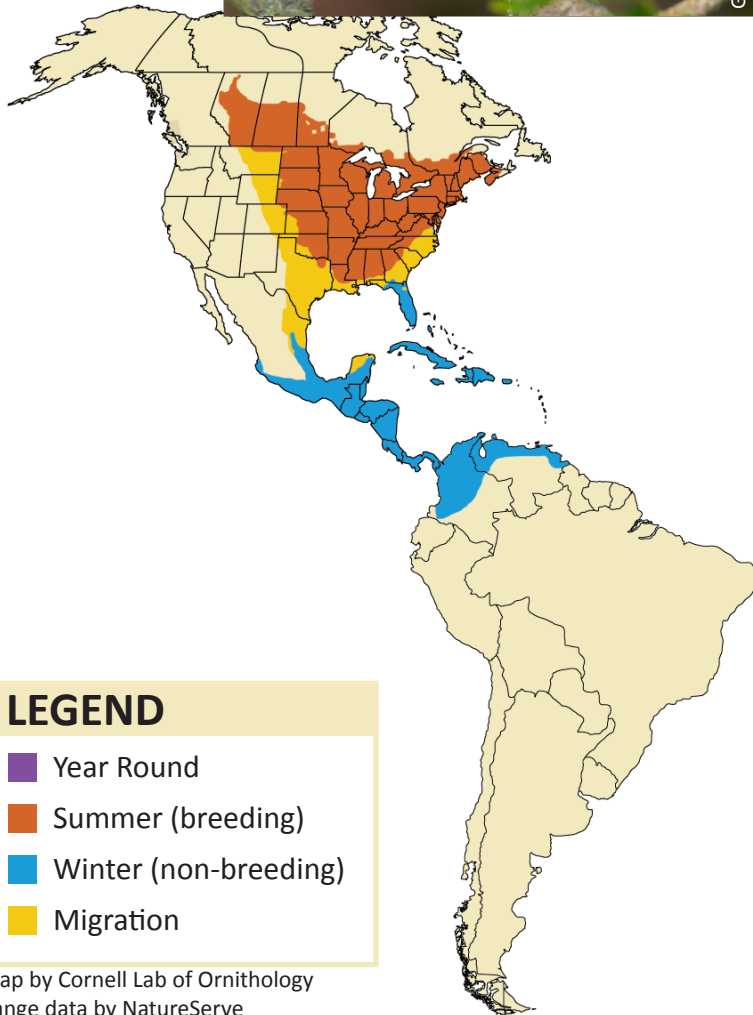 LEGEND
Year Round
Summer (breeding)
Winter (non-breeding)
Migration
ap by Cornell Lab of Ornithology
ange data by NatureServe